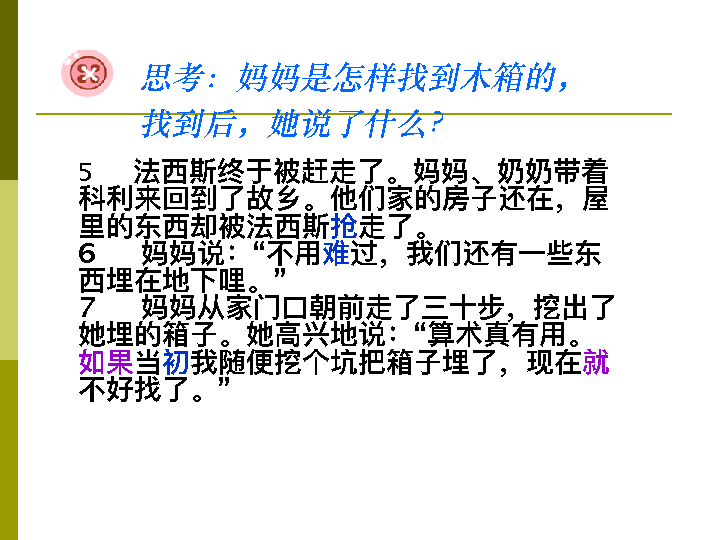 思考：妈妈是怎样找到木箱的，
找到后，她说了什么？
5 法西斯终于被赶走了。妈妈、奶奶带着
科利来回到了故乡。他们家的房子还在，屋
里的东西却被法西斯抢走了。
6 妈妈说：“不用难过，我们还有一些东
西埋在地下哩。”
7 妈妈从家门口朝前走了三十步，挖出了
她埋的箱子。她高兴地说：“算术真有用。
如果当初我随便挖个坑把箱子埋了，现在就
不好找了。”